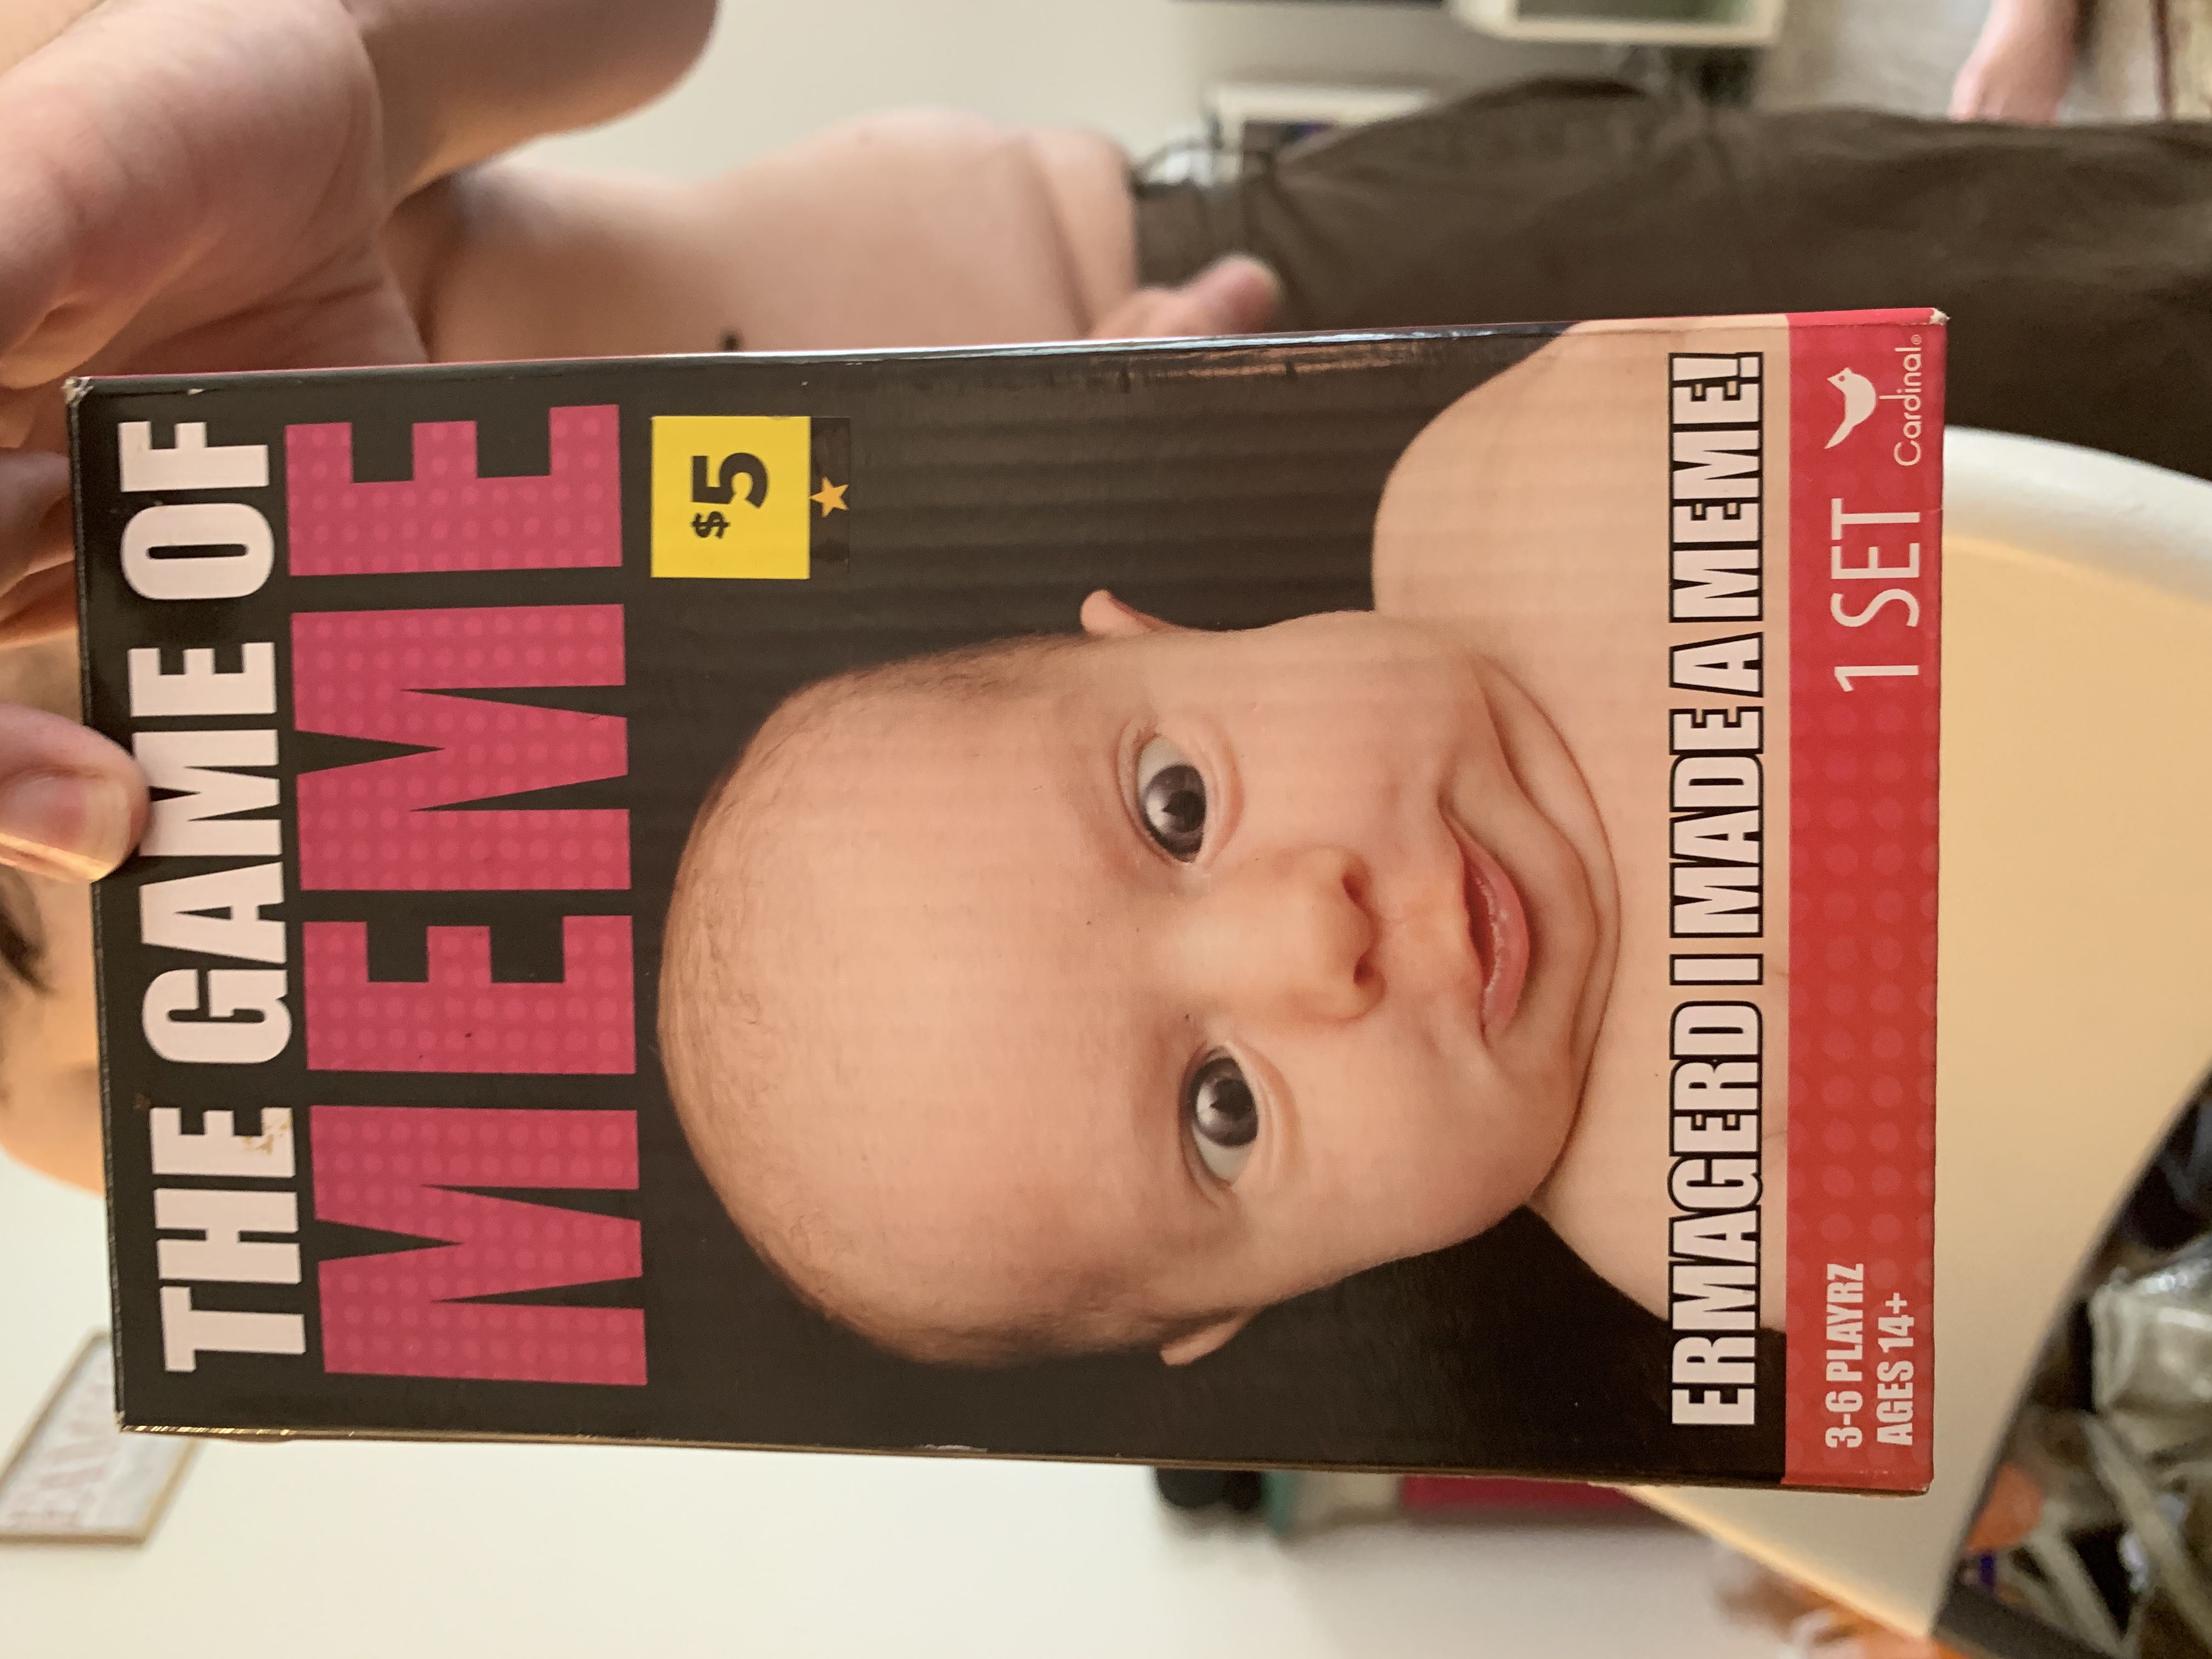 THE GAME OF
MEME
$5
ERMAGERD I MADE A MEME!
3-6 PLAYRZ
AGES 14+
1 SET
Cardinal®